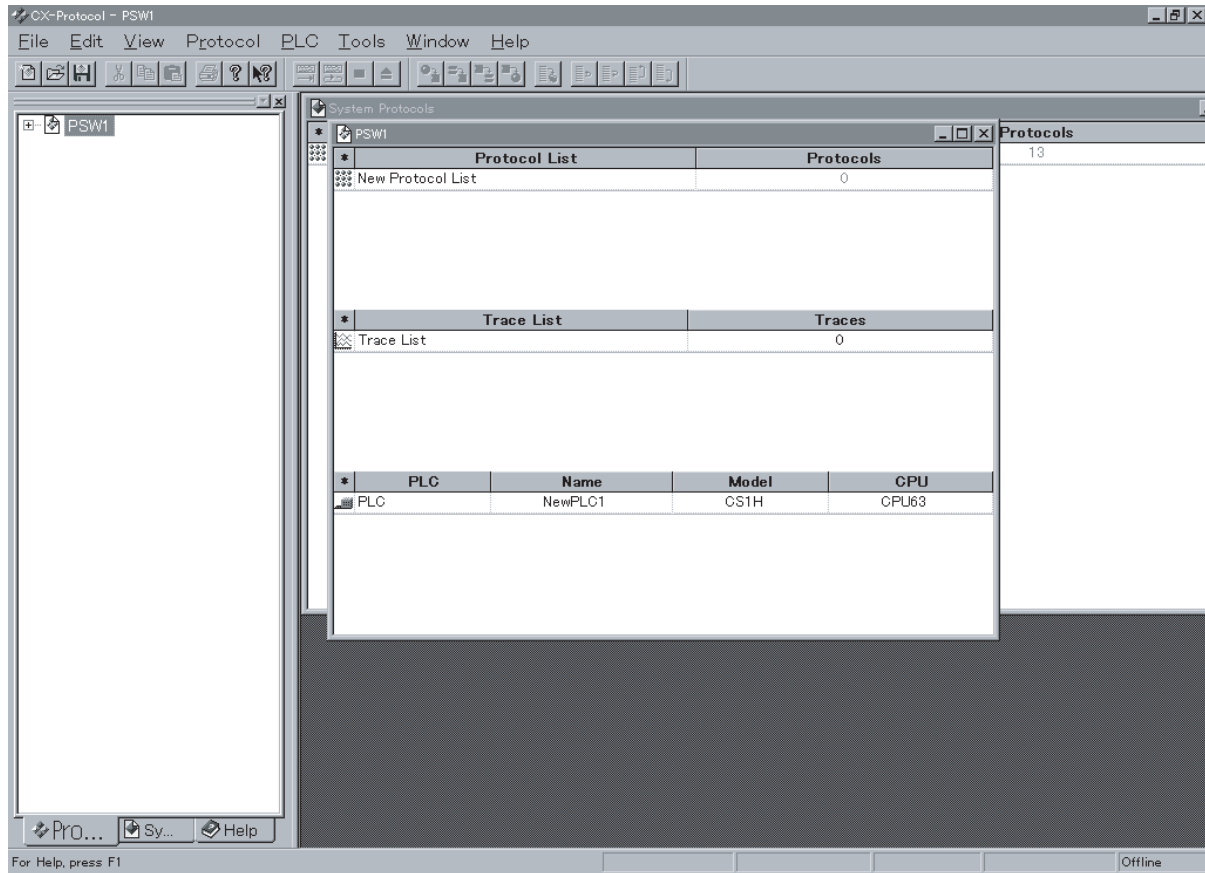 CX-Protocol - PSW1
File Edit View Protocol PLC Tools Window Help
PSW1
System Protocols
* Protocols
13
PSW1
* Protocol List Protocols
New Protocol List 0
* Trace List Traces
Trace List 0
* PLC Name Model CPU
PLC NewPLC1 CS1H CPU63
Pro... Sy... Help
For Help, press F1 Offline